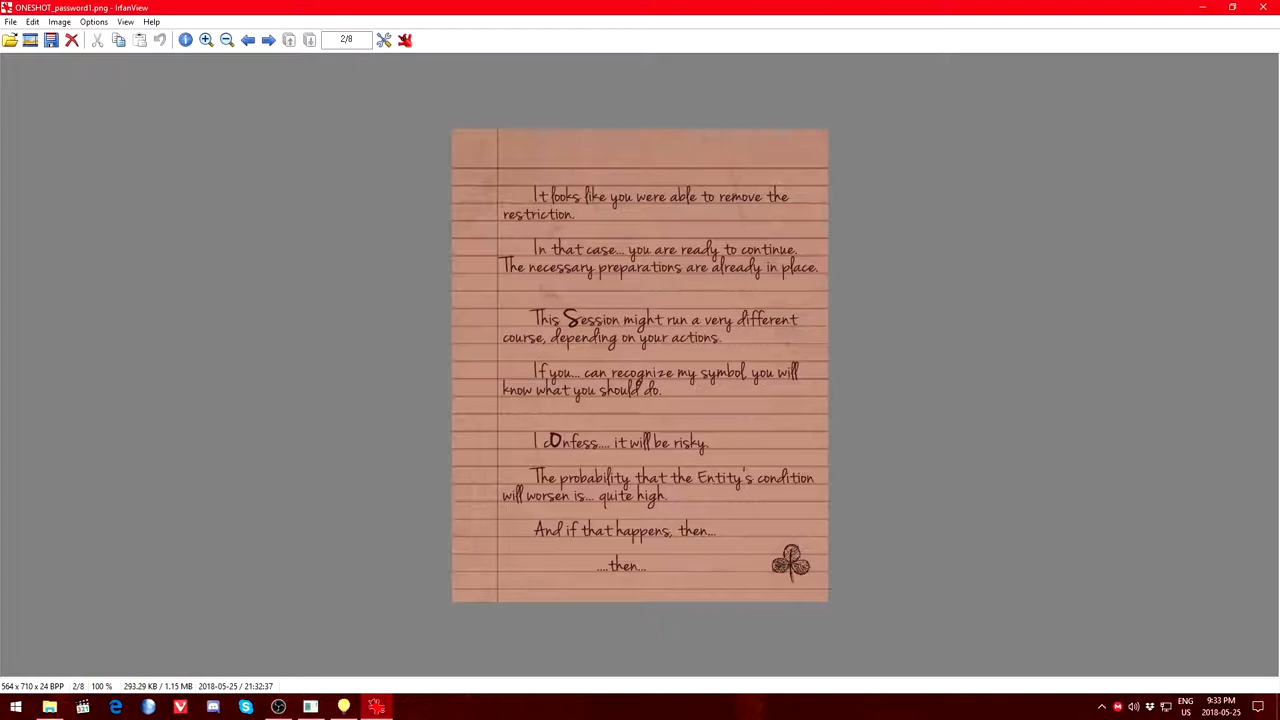 ONESHOT_password1.png - IrfanView
File Edit Image Options View Help
2/8
It looks like you were able to remove the
restriction.
In that case... you are ready to continue.
The necessary preparations are already in place.
This Session might run a very different
course, depending on your actions.
If you... can recognize my symbol, you will
know what you should do.
I cOnfess.... it will be risky.
The probability that the Entity's condition
will worsen is... quite high.
And if that happens, then...
....then...
564 x 710 x 24 BPP 2/8 100 % 293.29 KB / 1.15 MB 2018-05-25 / 21:32:37
ENG 9:33 PM
US 2018-05-25